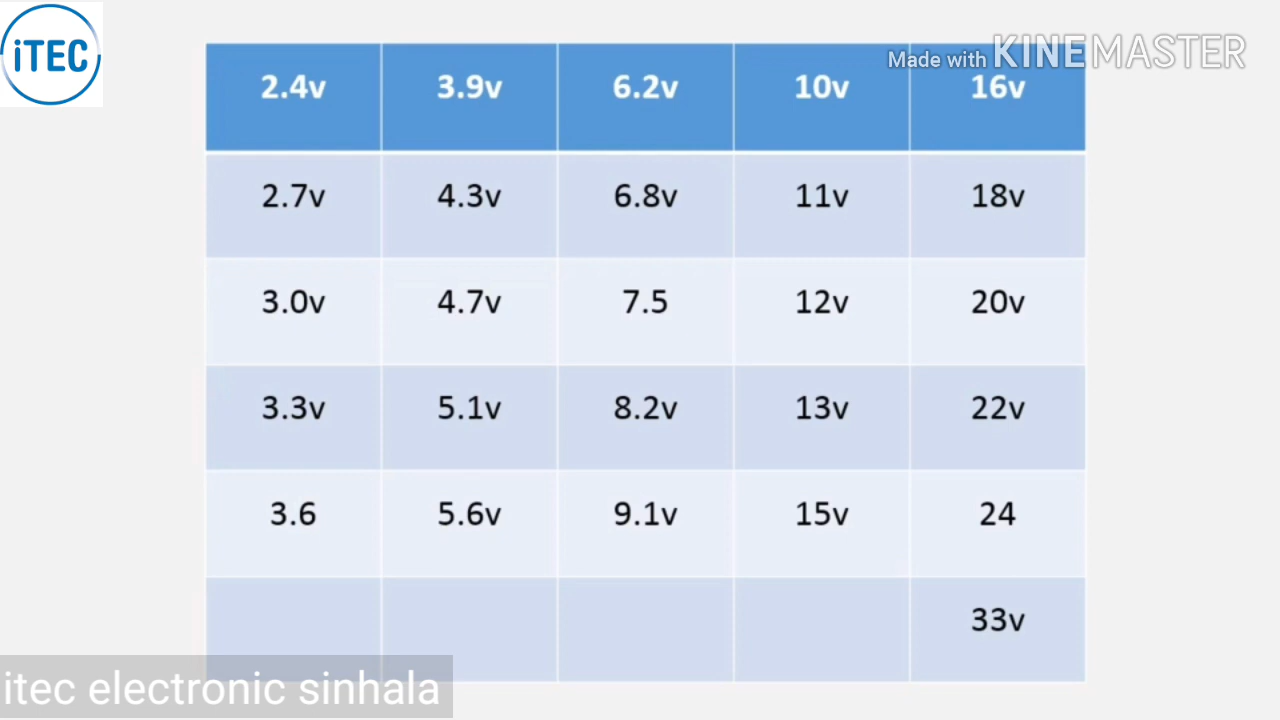 iTEC
Made with KINEMASTER
2.4v 3.9v 6.2v 10v 16v
2.7v 4.3v 6.8v 11v 18v
3.0v 4.7v 7.5 12v 20v
3.3v 5.1v 8.2v 13v 22v
3.6 5.6v 9.1v 15v 24
33v
itec electronic sinhala